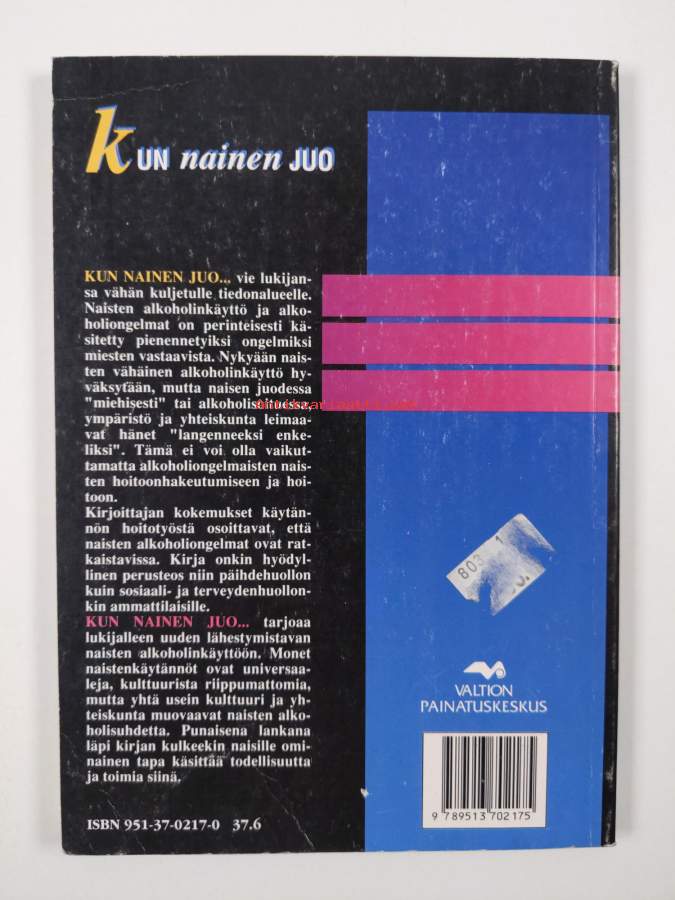 kUN nainen JUO
KUN NAINEN JUO... vie lukijan-
sa vähän kuljetulle tiedonalueelle.
Naisten alkoholinkäyttö ja alko-
holiongelmat on perinteisesti kä-
sitetty pienennetyiksi ongelmiksi
miesten vastaavista. Nykyään nais-
ten vähäinen alkoholinkäyttö hy-
väksytään, mutta naisen juodessa
"miehisesti" tai alkoholisoituessa,
ympäristö ja yhteiskunta leimaa-
vat hänet "langenneeksi enke-
liksi". Tämä ei voi olla vaikut-
tamatta alkoholiongelmaisten nais-
ten hoitoonhakeutumiseen ja hoi-
toon.
Kirjoittajan kokemukset käytän-
nön hoitotyöstä osoittavat, että
naisten alkoholiongelmat ovat rat-
kaistavissa. Kirja onkin hyödyl-
linen perusteos niin päihdehuollon
kuin sosiaali- ja terveydenhuollon-
kin ammattilaisille.
KUN NAINEN JUO... tarjoaa
lukijalleen uuden lähestymistavan
naisten alkoholinkäyttöön. Monet
naistenkäytännöt ovat universaa-
leja, kulttuurista riippumattomia,
mutta yhtä usein kulttuuri ja yh-
teiskunta muovaavat naisten alko-
holisuhdetta. Punaisena lankana
läpi kirjan kulkeekin naisille omi-
nainen tapa käsittää todellisuutta
ja toimia siinä.
ISBN 951-37-0217-0 37.6
803 1
VALTION
PAINATUSKESKUS
9 789513 702175